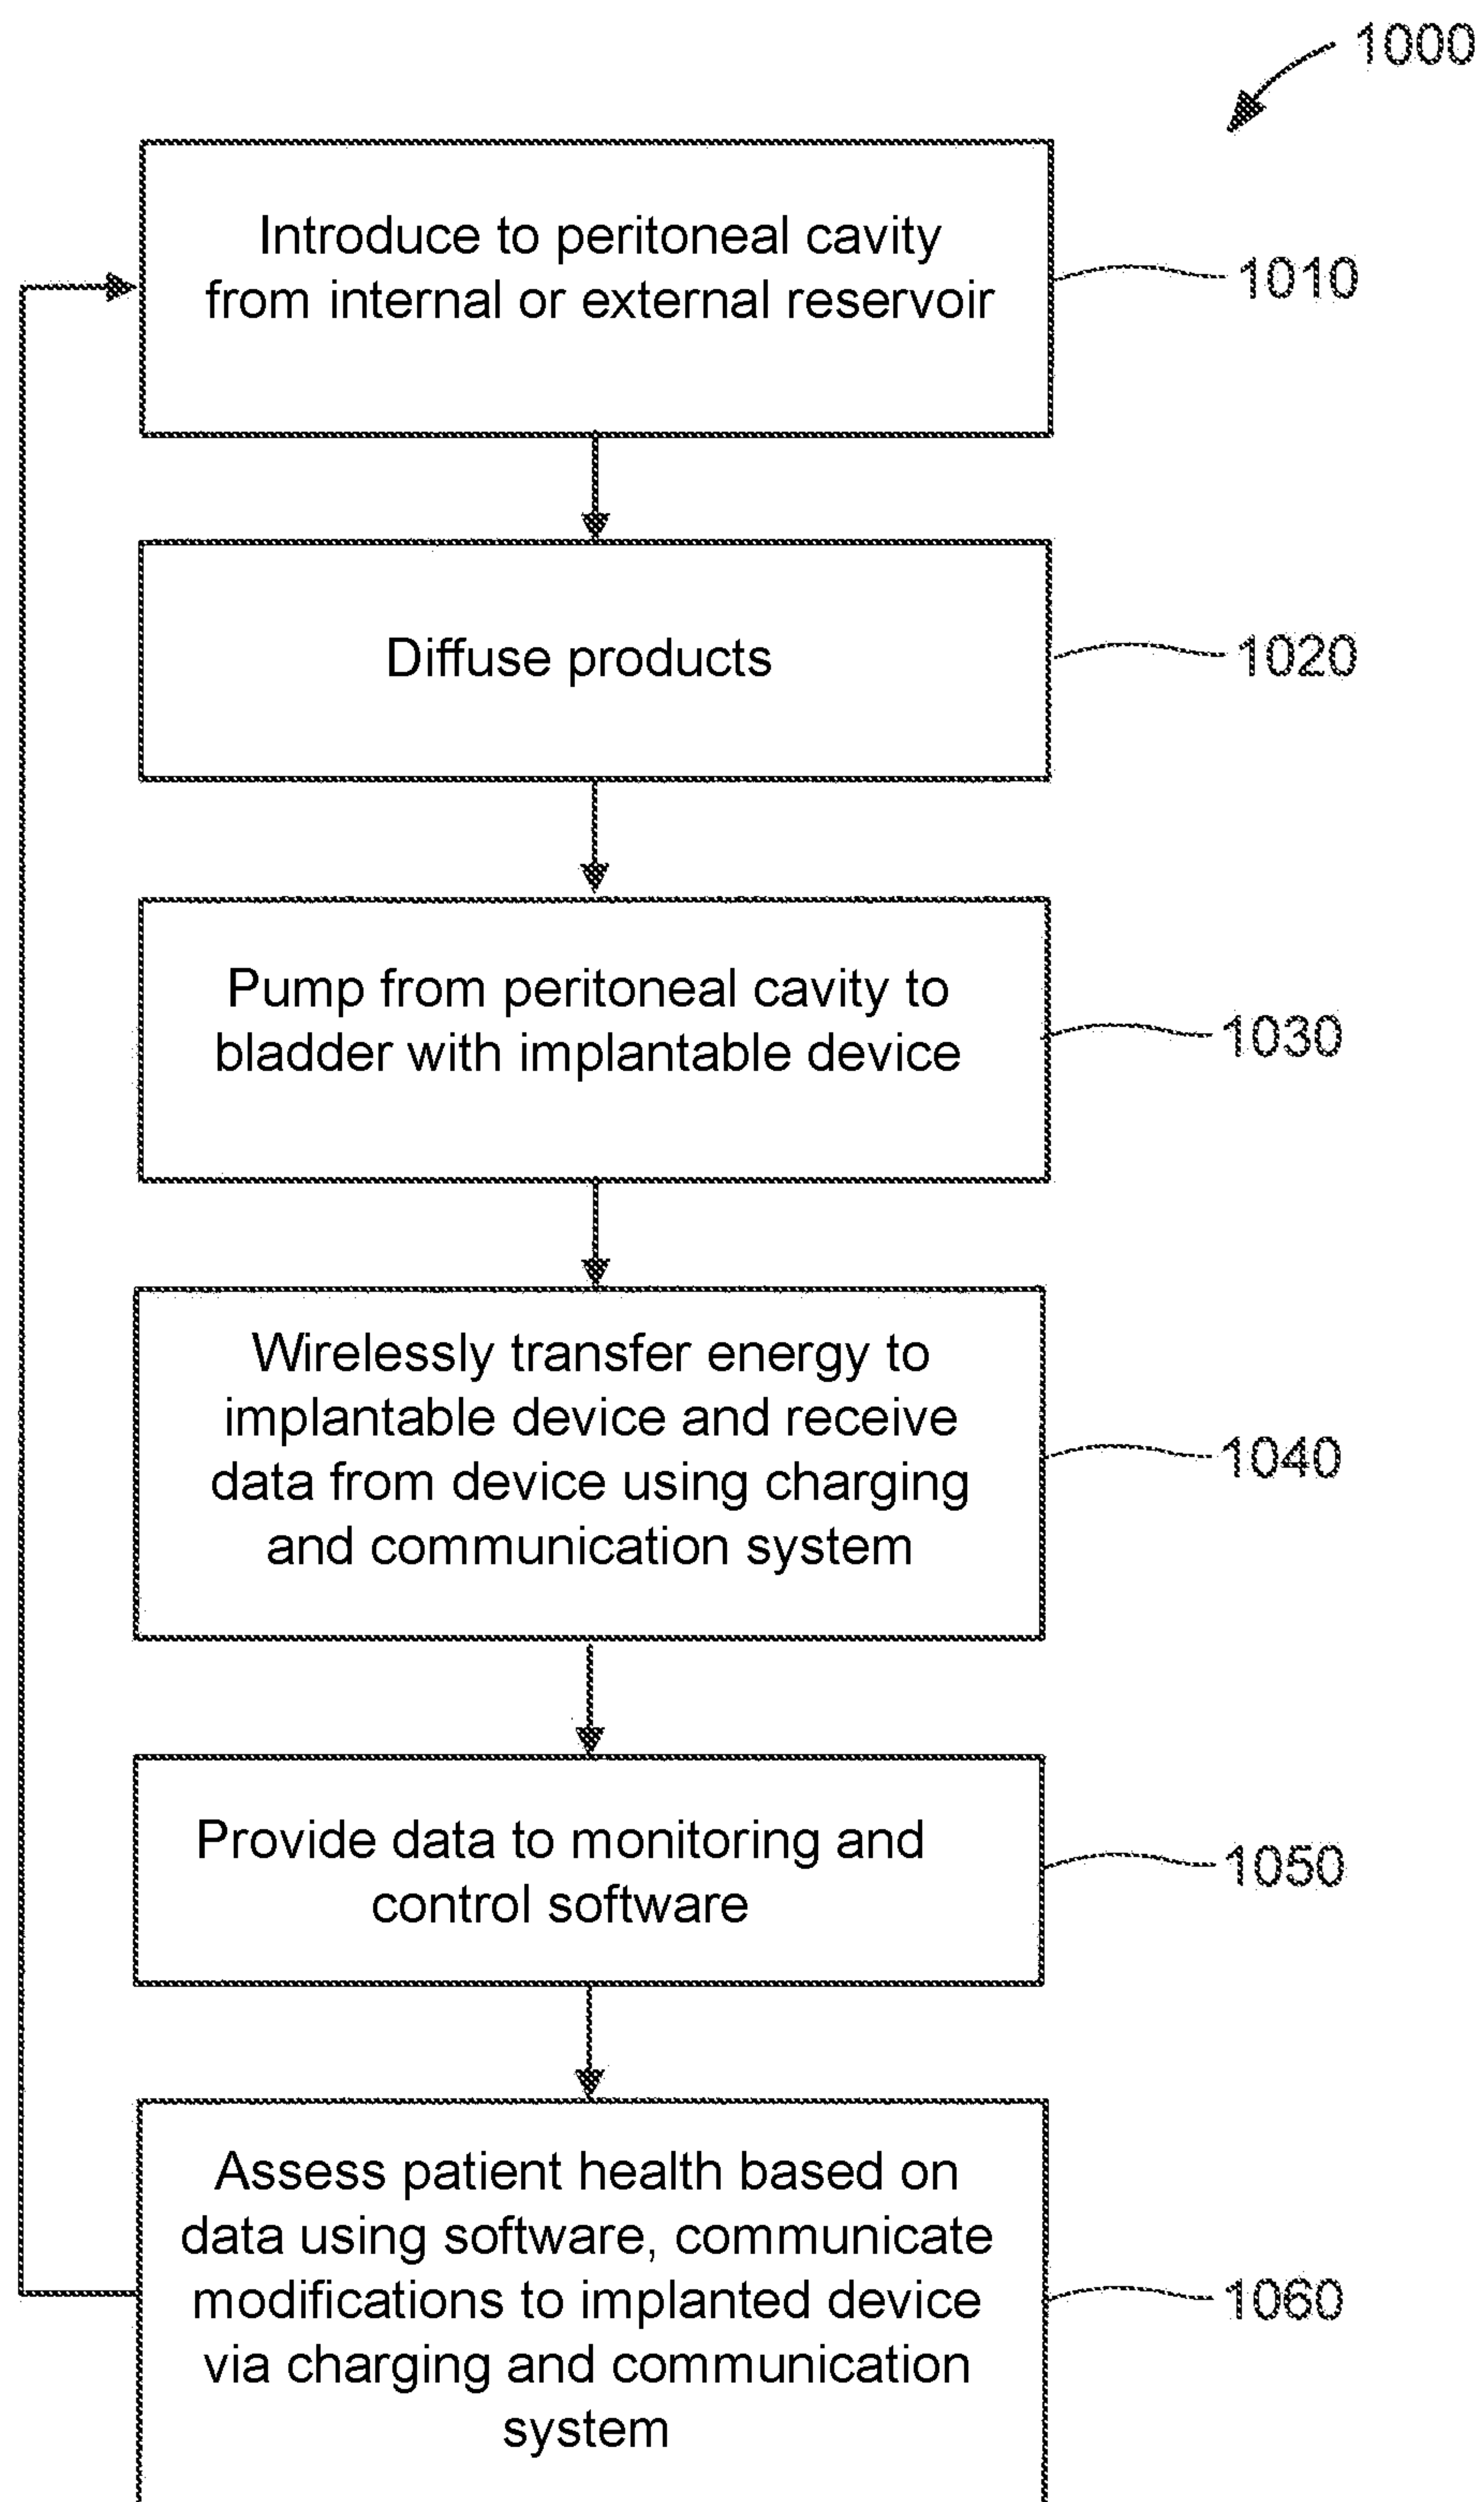 1000
Introduce to peritoneal cavity
from internal or external reservoir
1010
Diffuse products
1020
Pump from peritoneal cavity to
bladder with implantable device
1030
Wirelessly transfer energy to
implantable device and receive
data from device using charging
and communication system
1040
Provide data to monitoring and
control software
1050
Assess patient health based on
data using software, communicate
modifications to implanted device
via charging and communication
system
1060